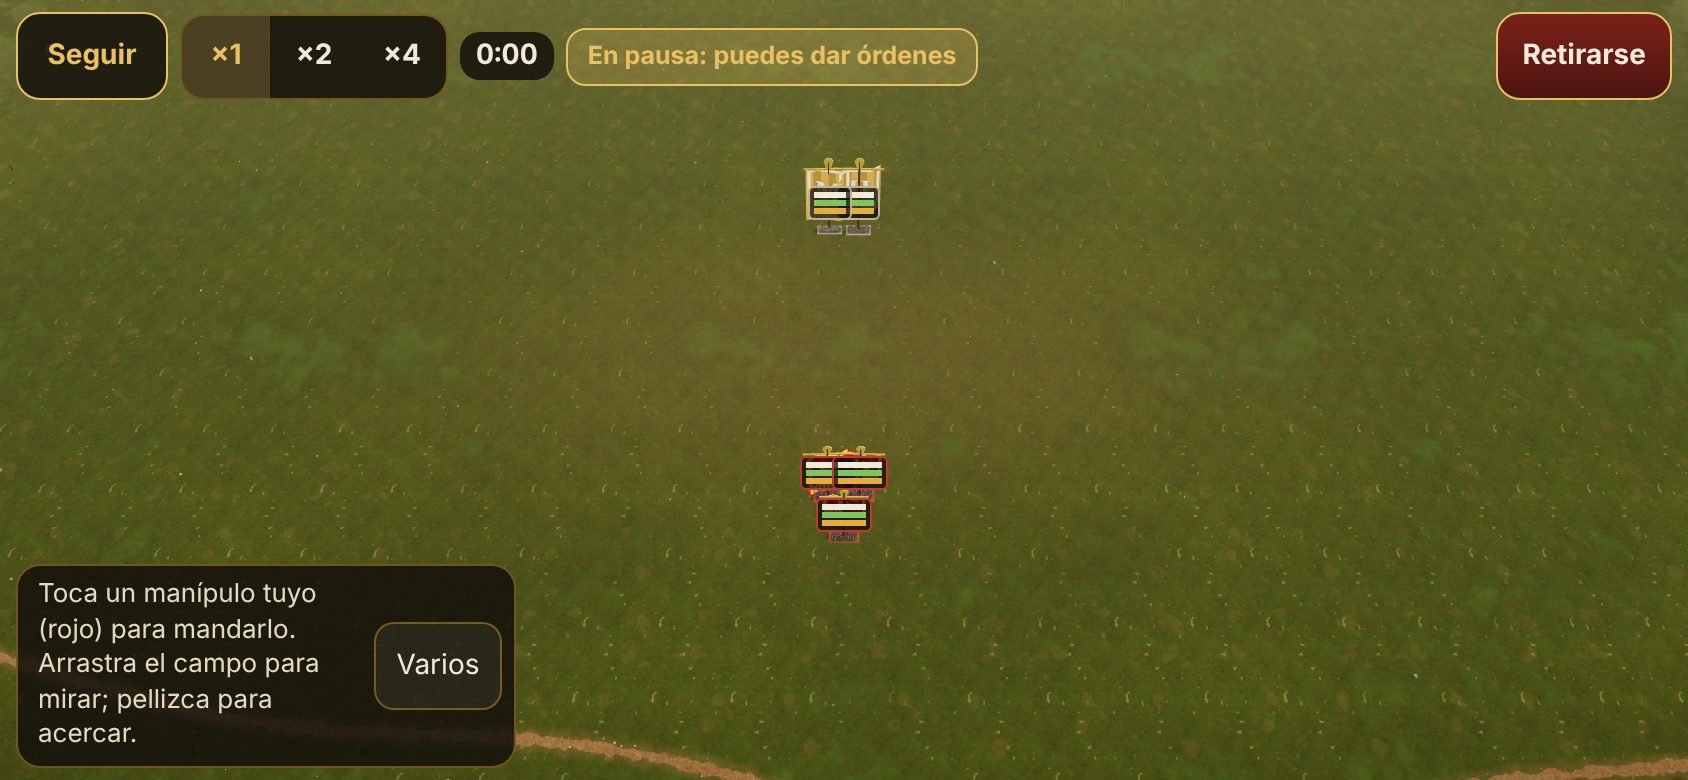 Seguir
×1
×2
×4
0:00
En pausa: puedes dar órdenes
Retirarse
Toca un manípulo tuyo
(rojo) para mandarlo.
Arrastra el campo para
mirar; pellizca para
acercar.
Varios